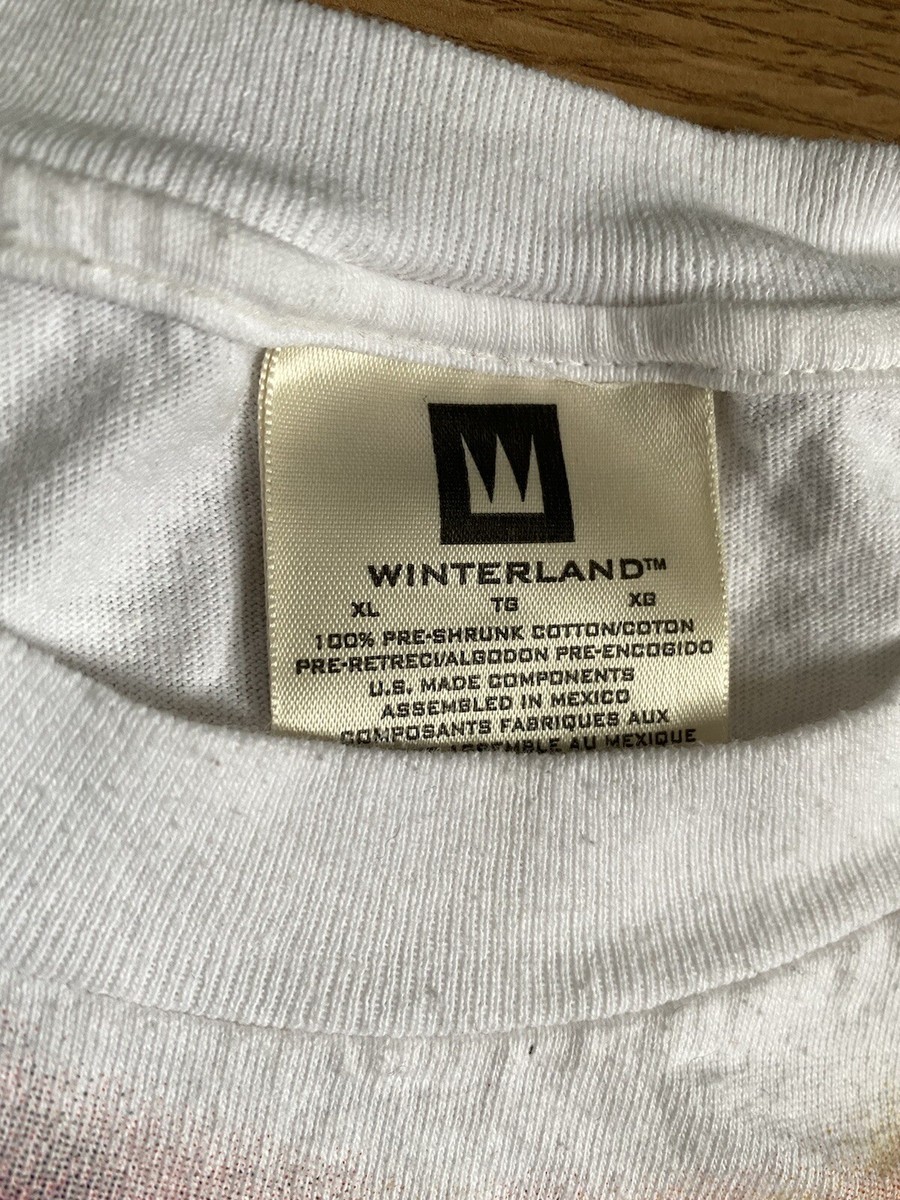 W
WINTERLAND™
XL TG XG
100% PRE-SHRUNK COTTON/COTON
PRE-RETRECI/ALGODON PRE-ENCOGIDO
U.S. MADE COMPONENTS
ASSEMBLED IN MEXICO
COMPOSANTS FABRIQUES AUX
ASSEMBLE AU MEXIQUE